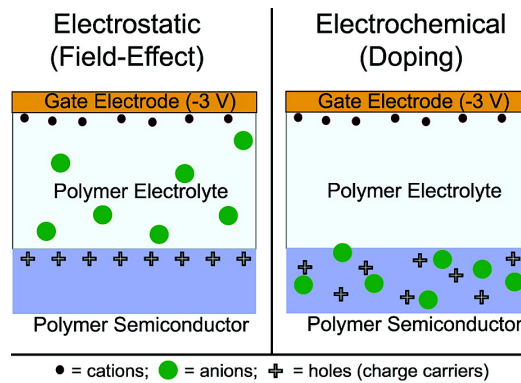 Electrostatic
(Field-Effect)
Gate Electrode (-3 V)
Polymer Electrolyte
Polymer Semiconductor
Electrochemical
(Doping)
Gate Electrode (-3 V)
Polymer Electrolyte
Polymer Semiconductor
• = cations; = anions; = holes (charge carriers)